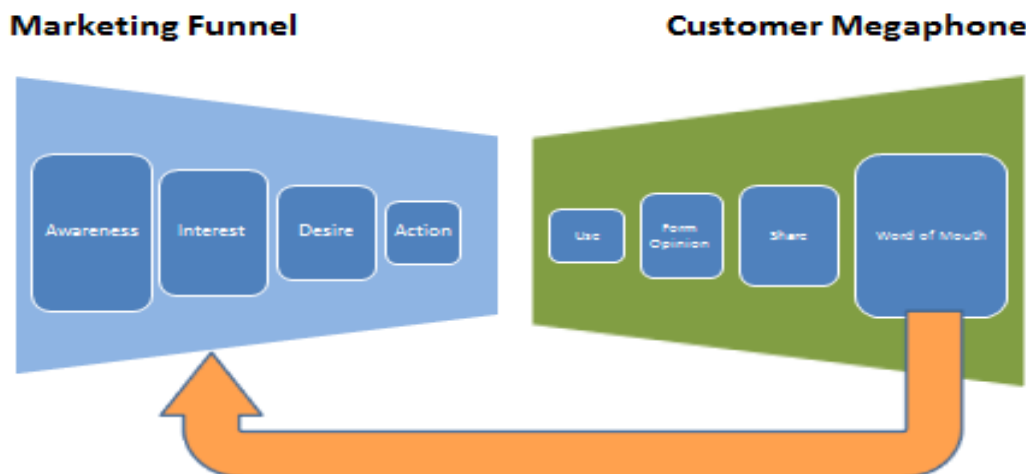 Marketing Funnel
Customer Megaphone
Awareness
Interest
Desire
Action
Use
Form
Opinion
Share
Word of Mouth